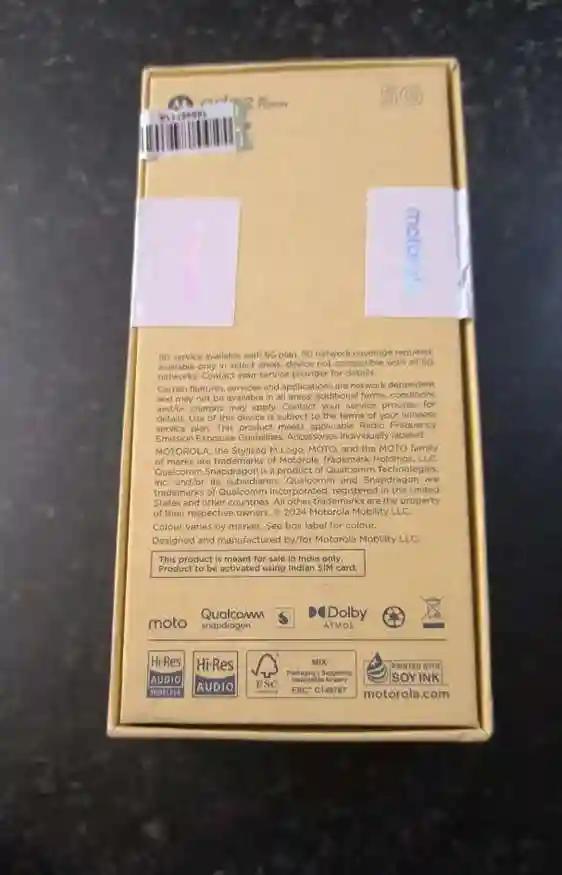 edge
5G
motorola
5G service available with 5G plan. 5G network coverage required;
available only in select areas, device not compatible with all 5G
networks. Contact your service provider for details.
Certain features, services and applications are network dependent
and may not be available in all areas; additional terms, conditions
and/or charges may apply. Contact your service provider for
details. Use of this device is subject to the terms of your wireless
service plan. This product meets applicable Radio Frequency
Emission Exposure Guidelines. Accessories individually labeled.
MOTOROLA, the Stylized M Logo, MOTO, and the MOTO family
of marks are trademarks of Motorola Trademark Holdings, LLC.
Qualcomm Snapdragon is a product of Qualcomm Technologies,
Inc. and/or its subsidiaries. Qualcomm and Snapdragon are
trademarks of Qualcomm Incorporated, registered in the United
States and other countries. All other trademarks are the property
of their respective owners. © 2024 Motorola Mobility LLC.
Colour varies by market. See box label for colour.
Designed and manufactured by/for Motorola Mobility LLC.
This product is meant for sale in India only.
Product to be activated using Indian SIM card.
moto
Qualcomm
snapdragon
Dolby
ATMOS
Hi-Res
AUDIO
WIRELESS
Hi-Res
AUDIO
FSC
MIX
Packaging | Supporting
responsible forestry
PRINTED WITH
SOY INK
motorola.com